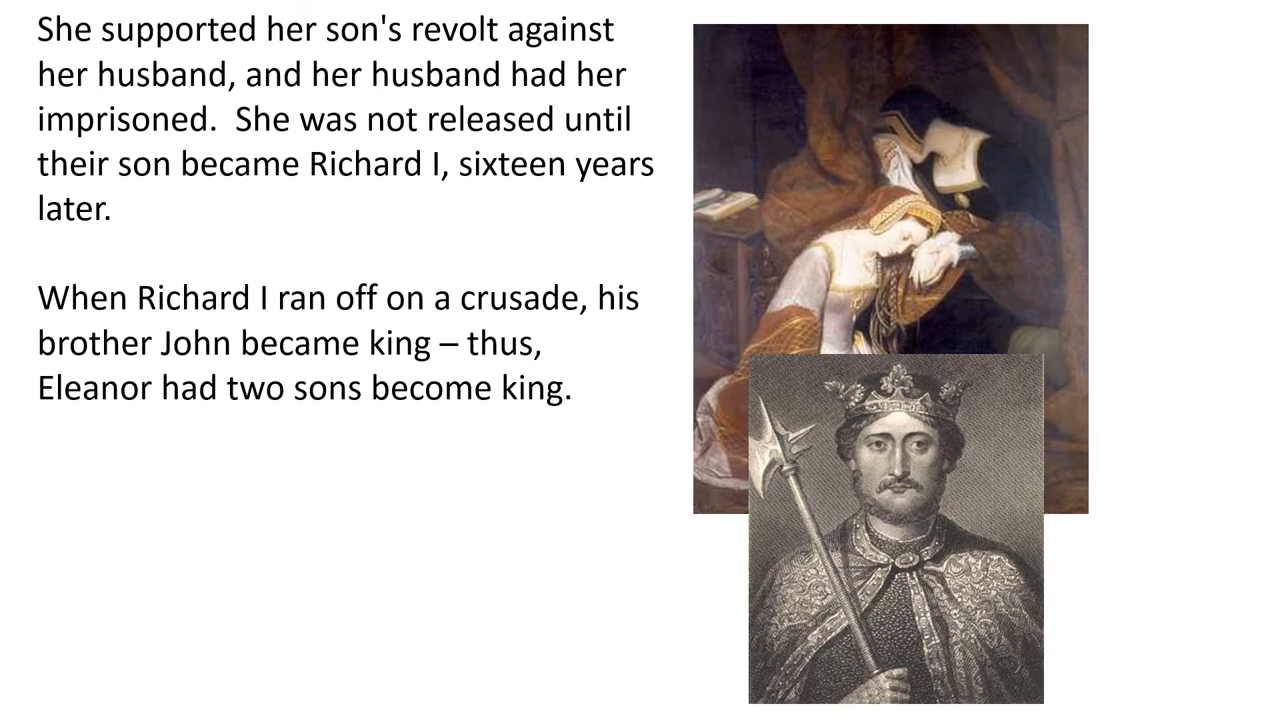 She supported her son's revolt against
her husband, and her husband had her
imprisoned.  She was not released until
their son became Richard I, sixteen years
later.
When Richard I ran off on a crusade, his
brother John became king – thus,
Eleanor had two sons become king.